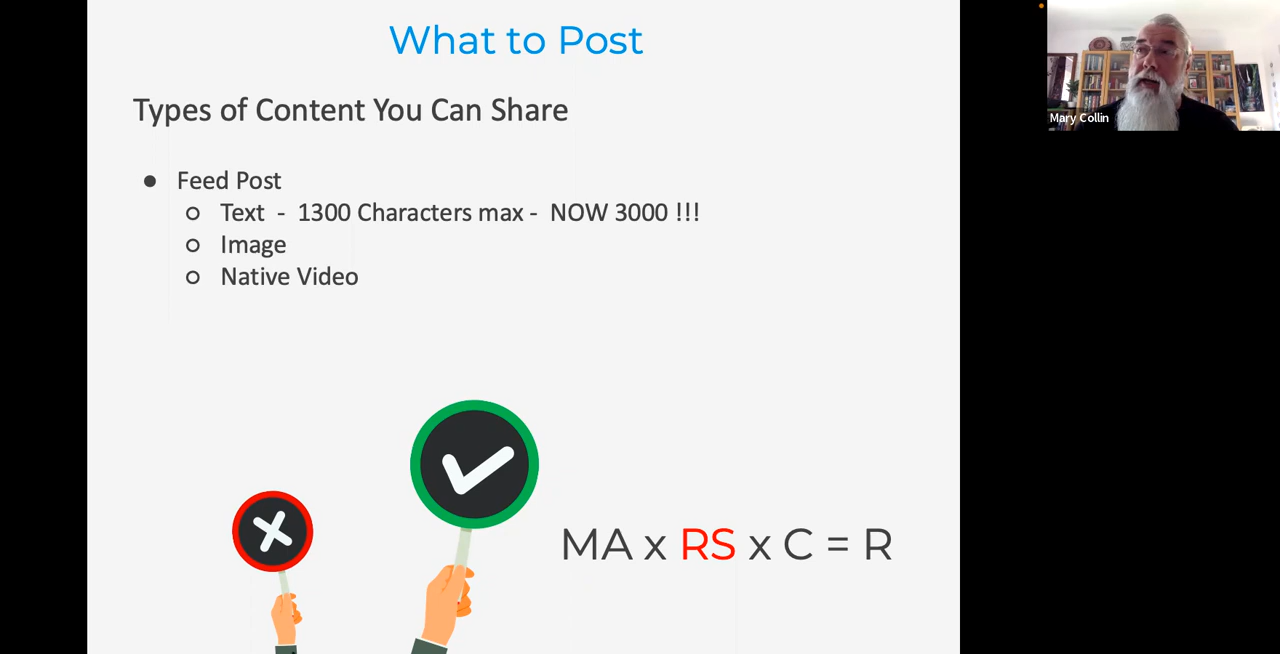 What to Post
Types of Content You Can Share
● Feed Post
○ Text - 1300 Characters max - NOW 3000 !!!
○ Image
○ Native Video
MA x RS x C = R
Mary Collin